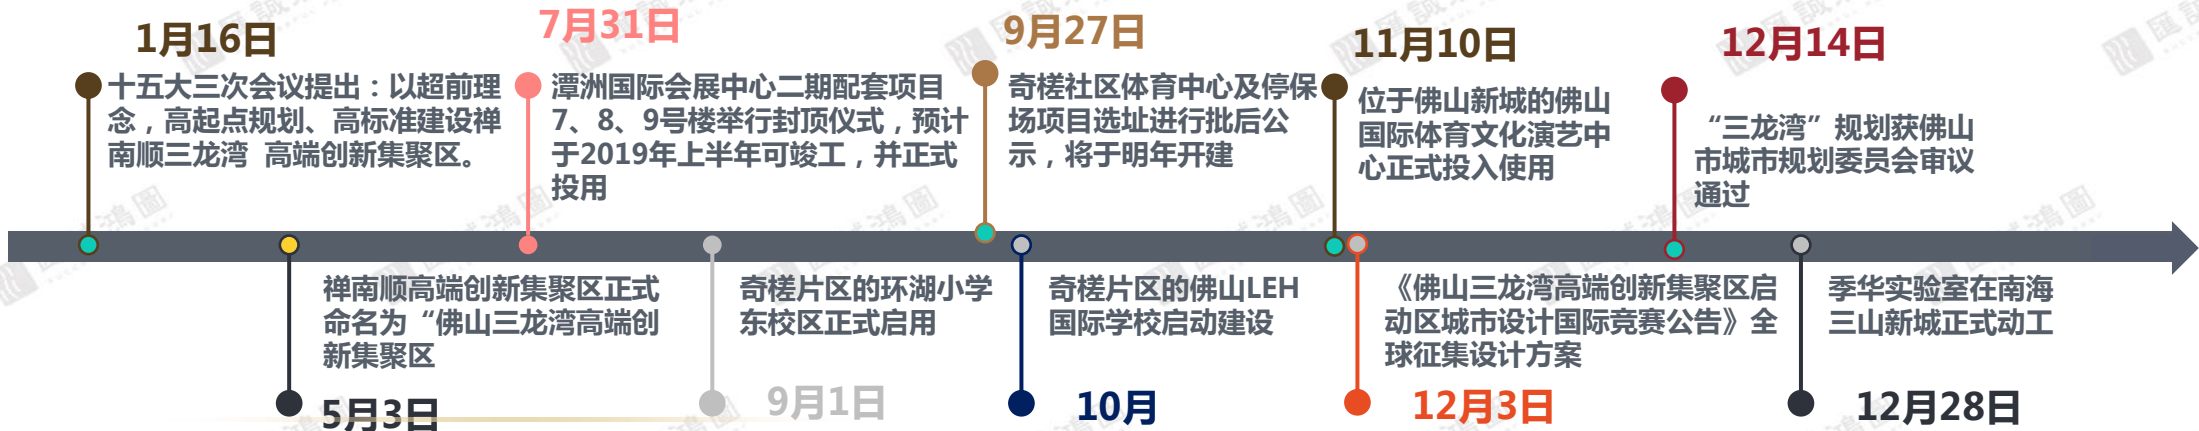 1月16日
十五大三次会议提出：以超前理
念，高起点规划、高标准建设禅
南顺三龙湾 高端创新集聚区。
7月31日
潭洲国际会展中心二期配套项目
7、8、9号楼举行封顶仪式，预计
于2019年上半年可竣工，并正式
投用
9月27日
奇槎社区体育中心及停保
场项目选址进行批后公
示，将于明年开建
11月10日
位于佛山新城的佛山
国际体育文化演艺中
心正式投入使用
12月14日
“三龙湾”规划获佛山
市城市规划委员会审议
通过
禅南顺高端创新集聚区正式
命名为“佛山三龙湾高端创
新集聚区
5月3日
奇槎片区的环湖小学
东校区正式启用
9月1日
奇槎片区的佛山LEH
国际学校启动建设
10月
《佛山三龙湾高端创新集聚区启
动区城市设计国际竞赛公告》全
球征集设计方案
12月3日
季华实验室在南海
三山新城正式动工
12月28日